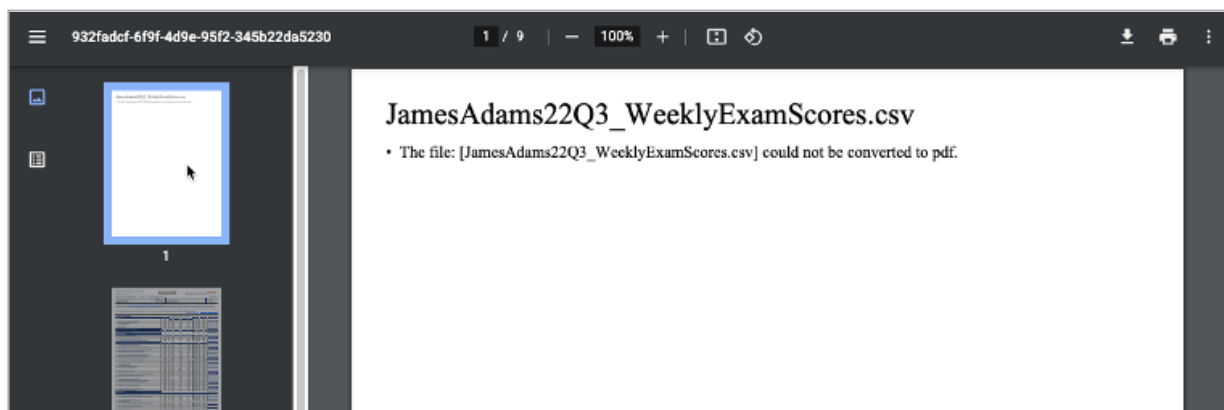 932fadcf-6f9f-4d9e-95f2-345b22da5230
1 / 9
100%
JamesAdams22Q3_WeeklyExamScores.csv
• The file: [JamesAdams22Q3_WeeklyExamScores.csv] could not be converted to pdf.
1